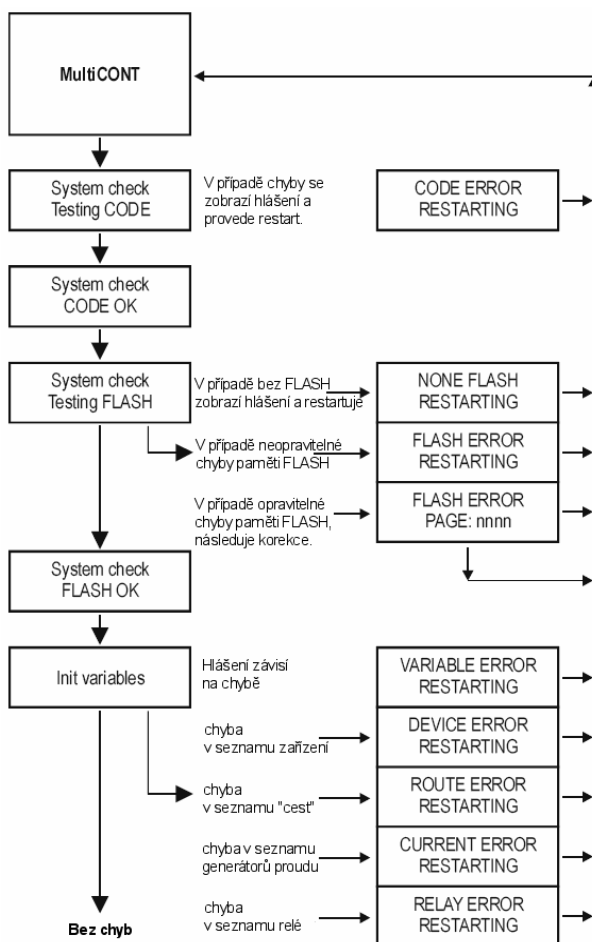 MultiCONT
System check
Testing CODE
V případě chyby se
zobrazí hlášení a
provede restart.
CODE ERROR
RESTARTING
System check
CODE OK
System check
Testing FLASH
V případě bez FLASH
zobrazí hlášení a restartuje
NONE FLASH
RESTARTING
V případě neopravitelné
chyby paměti FLASH
FLASH ERROR
RESTARTING
V případě opravitelné
chyby paměti FLASH,
následuje korekce.
FLASH ERROR
PAGE: nnnn
System check
FLASH OK
Init variables
Hlášení závisí
na chybě
VARIABLE ERROR
RESTARTING
chyba
v seznamu zařízení
DEVICE ERROR
RESTARTING
chyba
v seznamu "cest"
ROUTE ERROR
RESTARTING
chyba v seznamu
generátorů proudu
CURRENT ERROR
RESTARTING
chyba
v seznamu relé
RELAY ERROR
RESTARTING
Bez chyb